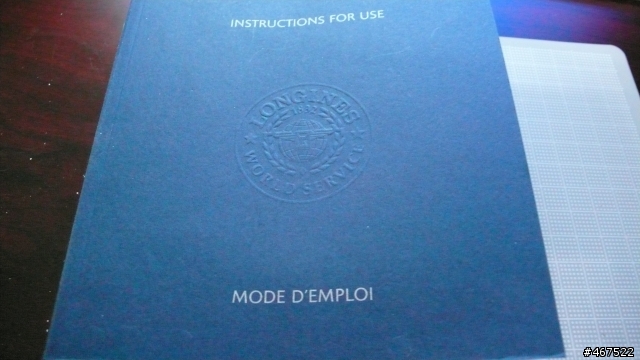 INSTRUCTIONS FOR USE
LONGINES
WORLD SERVICE
MODE D'EMPLOI
#467522